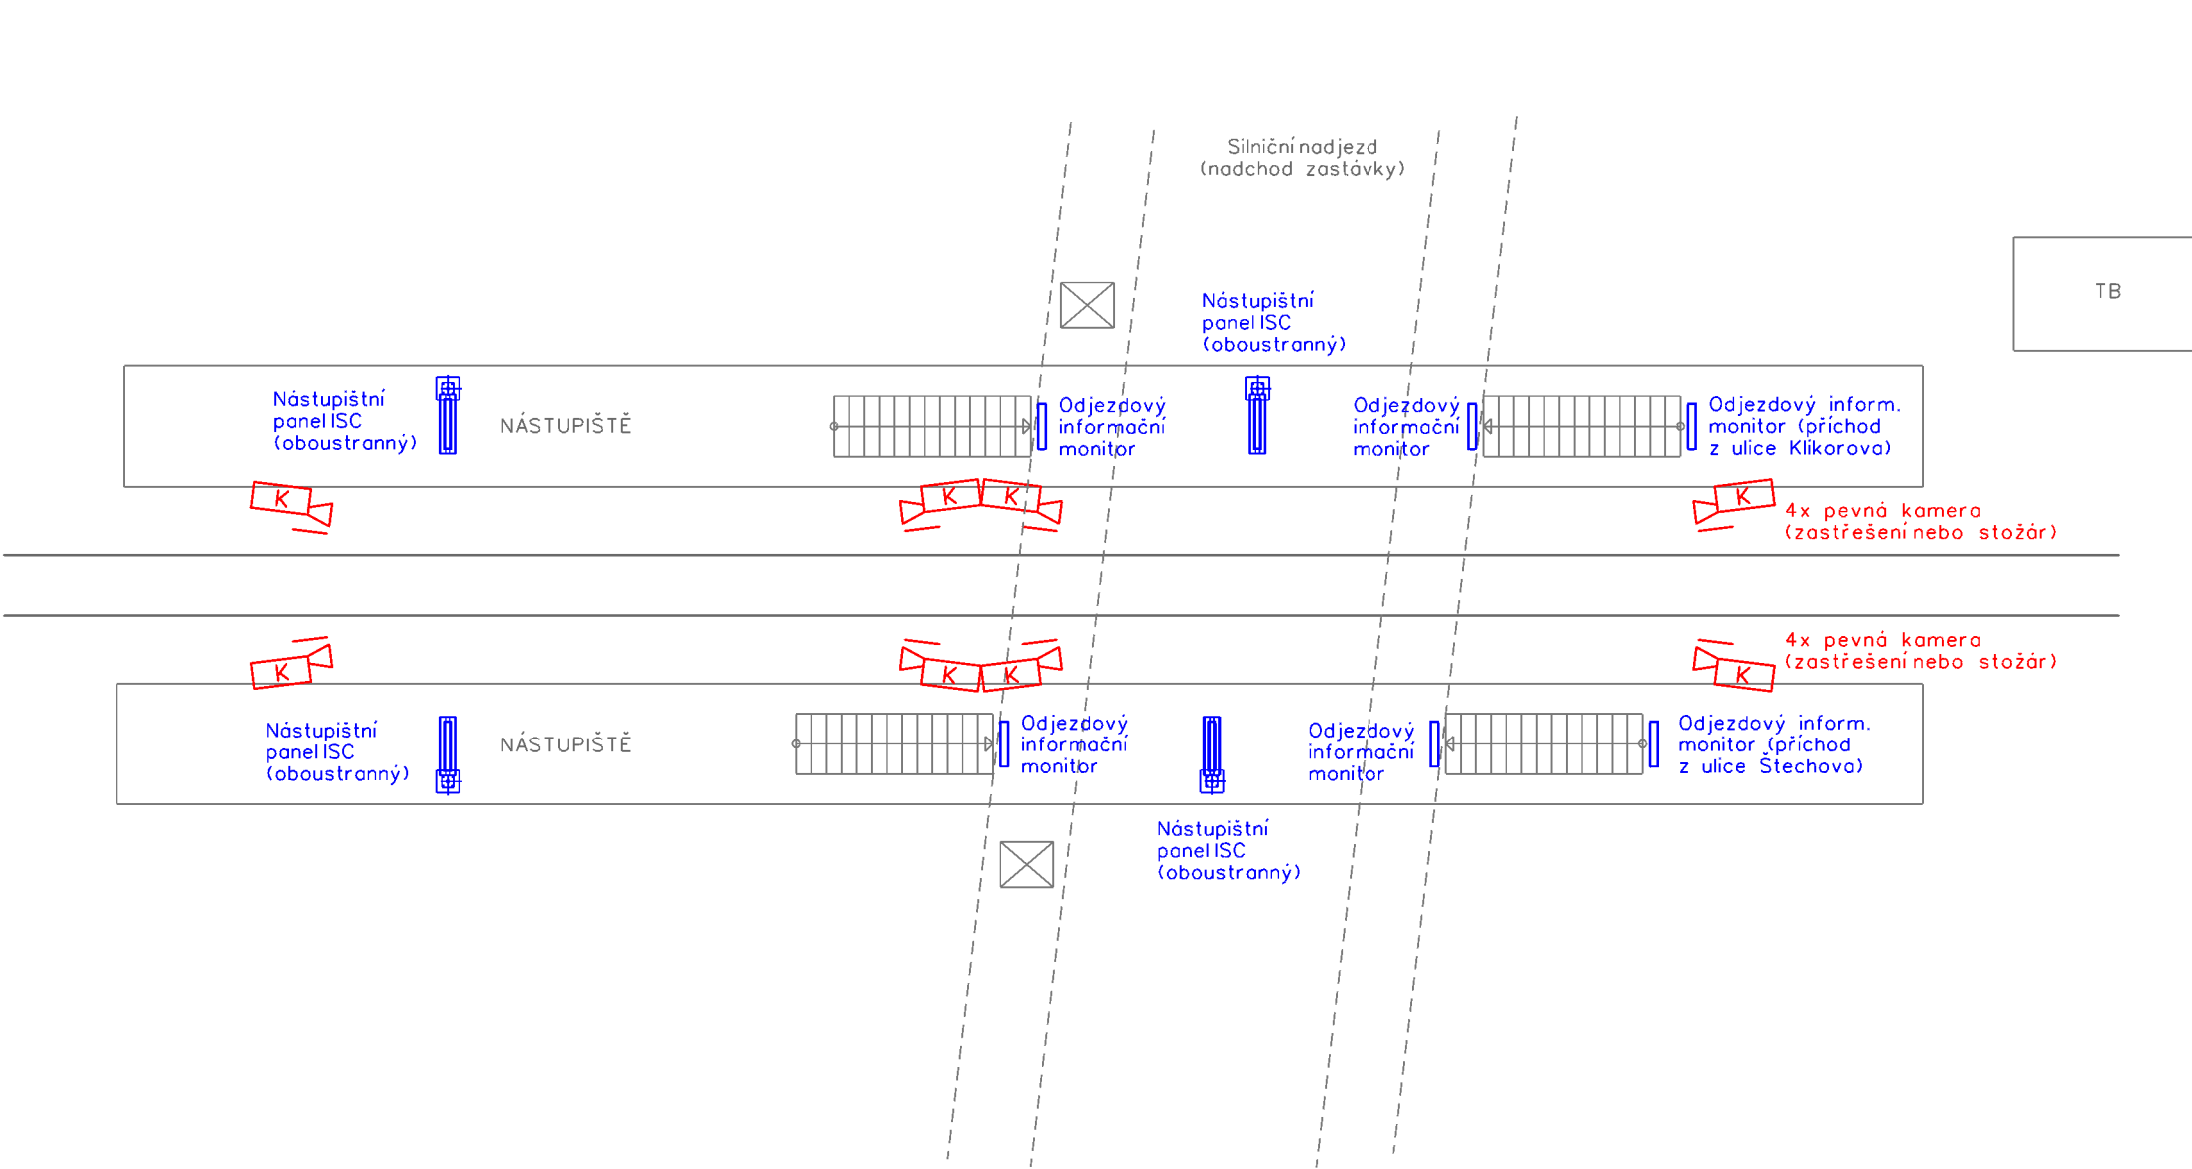 Silniční nadjezd
(nadchod zastávky)
TB
Nástupištní
panel ISC
(oboustranný)
Nástupištní
panel ISC
(oboustranný)
NÁSTUPIŠTĚ
Odjezdový
informační
monitor
Odjezdový
informační
monitor
Odjezdový inform.
monitor (příchod
z ulice Klikorova)
K
K
K
K
4x pevná kamera
(zastřešení nebo stožár)
K
K
K
K
4x pevná kamera
(zastřešení nebo stožár)
Nástupištní
panel ISC
(oboustranný)
NÁSTUPIŠTĚ
Odjezdový
informační
monitor
Odjezdový
informační
monitor
Odjezdový inform.
monitor (příchod
z ulice Štechova)
Nástupištní
panel ISC
(oboustranný)